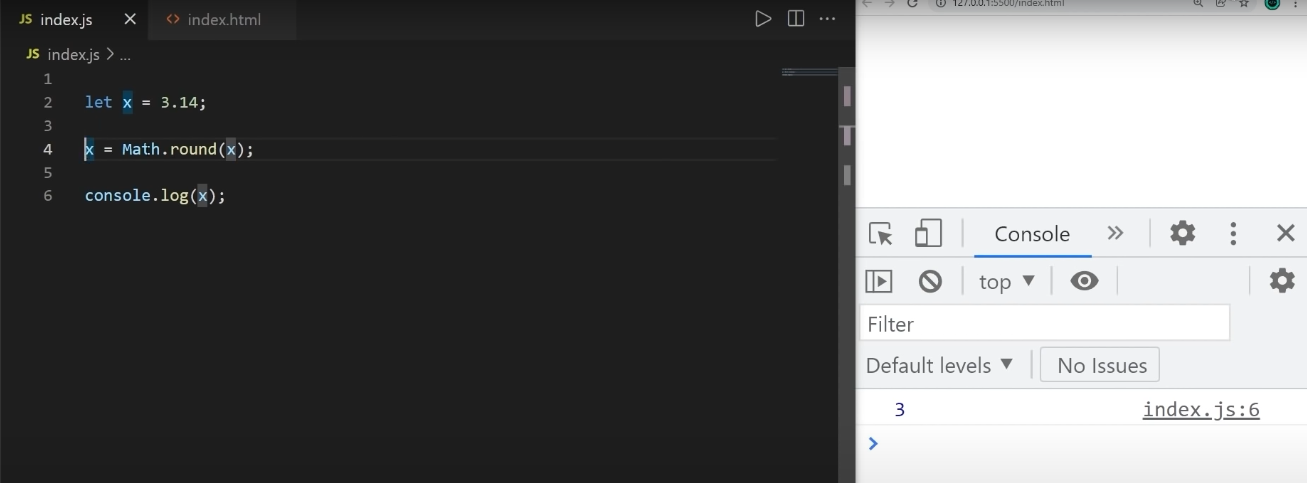 JS index.js
<> index.html
JS index.js > ...
1
2 let x = 3.14;
3
4 x = Math.round(x);
5
6 console.log(x);
127.0.0.1:5500/index.html
Console
top
Filter
Default levels
No Issues
3 index.js:6